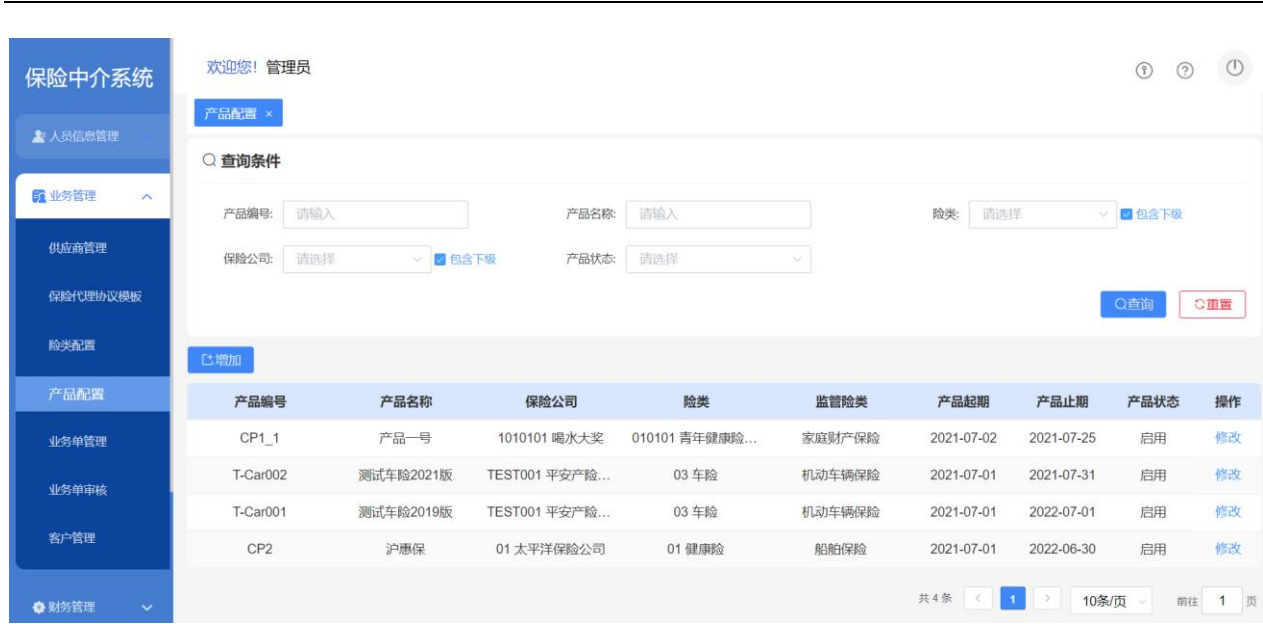 保险中介系统
人员信息管理
业务管理
供应商管理
保险代理协议模板
险类配置
产品配置
业务单管理
业务单审核
客户管理
财务管理
欢迎您! 管理员
产品配置 ×
查询条件
产品编号: 请输入 产品名称: 请输入 险类: 请选择 包含下级
保险公司: 请选择 包含下级 产品状态: 请选择
查询 重置
增加
产品编号 产品名称 保险公司 险类 监管险类 产品起期 产品止期 产品状态 操作
CP1_1 产品一号 1010101 喝水大奖 010101 青年健康险... 家庭财产保险 2021-07-02 2021-07-25 启用 修改
T-Car002 测试车险2021版 TEST001 平安产险... 03 车险 机动车辆保险 2021-07-01 2021-07-31 启用 修改
T-Car001 测试车险2019版 TEST001 平安产险... 03 车险 机动车辆保险 2021-07-01 2022-07-01 启用 修改
CP2 沪惠保 01 太平洋保险公司 01 健康险 船舶保险 2021-07-01 2022-06-30 启用 修改
共 4 条 < 1 > 10条/页 前往 1 页